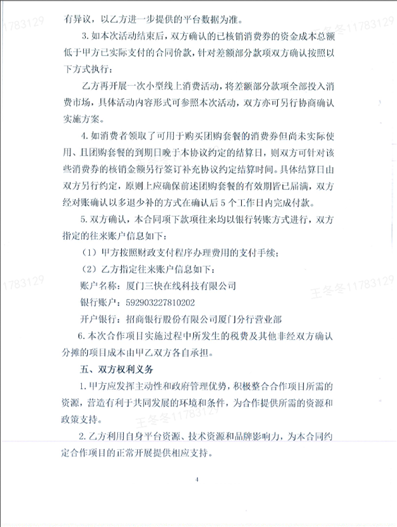 有异议，以乙方进一步提供的平台数据为准。
3.如本次活动结束后，双方确认的已核销消费券的资金成本总额
低于甲方已实际支付的合同价款，针对差额部分款项双方确认按照以
下方式执行：
乙方再开展一次小型线上消费活动，将差额部分款项全部投入消
费市场，具体活动内容形式可参照本次活动，双方亦可另行协商确认
实施方案。
4.如消费者领取了可用于购买团购套餐的消费券但尚未实际使
用、且团购套餐的到期日晚于本协议约定的结算日，则双方可针对该
些消费券的核销金额另行签订补充协议约定结算时间。具体结算日由
双方另行约定，原则上应确保前述团购套餐的有效期皆已届满，双方
经对账确认以多退少补的方式在确认后 5 个工作日内完成付款。
5.双方确认，本合同项下款项往来均以银行转账方式进行，双方
指定的往来账户信息如下：
（1）甲方按照财政支付程序办理费用的支付手续；
（2）乙方指定往来账户信息如下：
账户名称：厦门三快在线科技有限公司
银行账户：592903227810202
开户银行：招商银行股份有限公司厦门分行营业部
6.本次合作项目实施过程中所发生的税费及其他非经双方确认
分摊的项目成本由甲乙双方各自承担。
五、双方权利义务
1.甲方应发挥主动性和政府管理优势，积极整合合作项目所需的
资源，营造有利于共同发展的环境和条件，为合作提供所需的资源和
政策支持。
2.乙方利用自身平台资源、技术资源和品牌影响力，为本合同约
定合作项目的正常开展提供相应支持。
4
王冬冬11783129